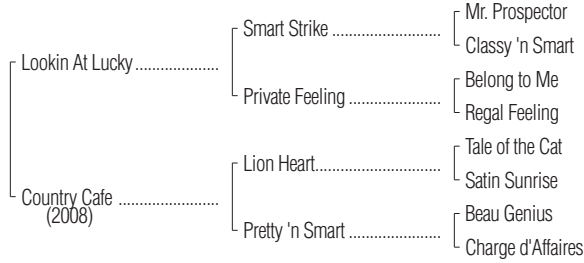 Mr. Prospector
Smart Strike ......................
Classy 'n Smart
Lookin At Lucky .................
Belong to Me
Private Feeling ...................
Regal Feeling
Tale of the Cat
Lion Heart.........................
Satin Sunrise
Country Cafe ....................
(2008)
Beau Genius
Pretty 'n Smart ...................
Charge d'Affaires